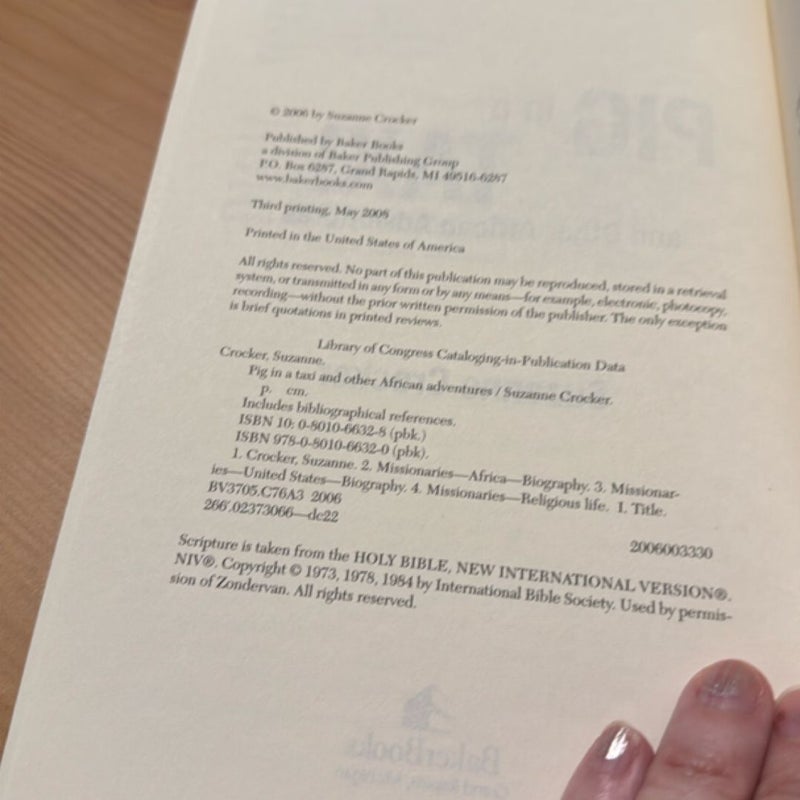 © 2006 by Suzanne Crocker
Published by Baker Books
a division of Baker Publishing Group
P.O. Box 6287, Grand Rapids, MI 49516-6287
www.bakerbooks.com
Third printing, May 2008
Printed in the United States of America
All rights reserved. No part of this publication may be reproduced, stored in a retrieval
system, or transmitted in any form or by any means—for example, electronic, photocopy,
recording—without the prior written permission of the publisher. The only exception
is brief quotations in printed reviews.
Library of Congress Cataloging-in-Publication Data
Crocker, Suzanne.
Pig in a taxi and other African adventures / Suzanne Crocker.
p. cm.
Includes bibliographical references.
ISBN 10: 0-8010-6632-8 (pbk.)
ISBN 978-0-8010-6632-0 (pbk).
1. Crocker, Suzanne. 2. Missionaries—Africa—Biography. 3. Missionar-
ies—United States—Biography. 4. Missionaries—Religious life. I. Title.
BV3705.C76A3 2006
266'.02373066—dc22
2006003330
Scripture is taken from the HOLY BIBLE, NEW INTERNATIONAL VERSION®.
NIV®. Copyright © 1973, 1978, 1984 by International Bible Society. Used by permis-
sion of Zondervan. All rights reserved.